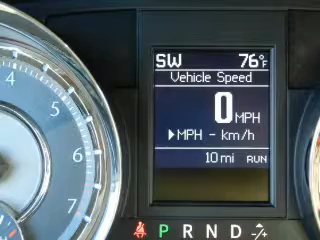 SW 76°F
Vehicle Speed
0 MPH
▶MPH - km/h
10 mi RUN
4
5
6
7
P R N D